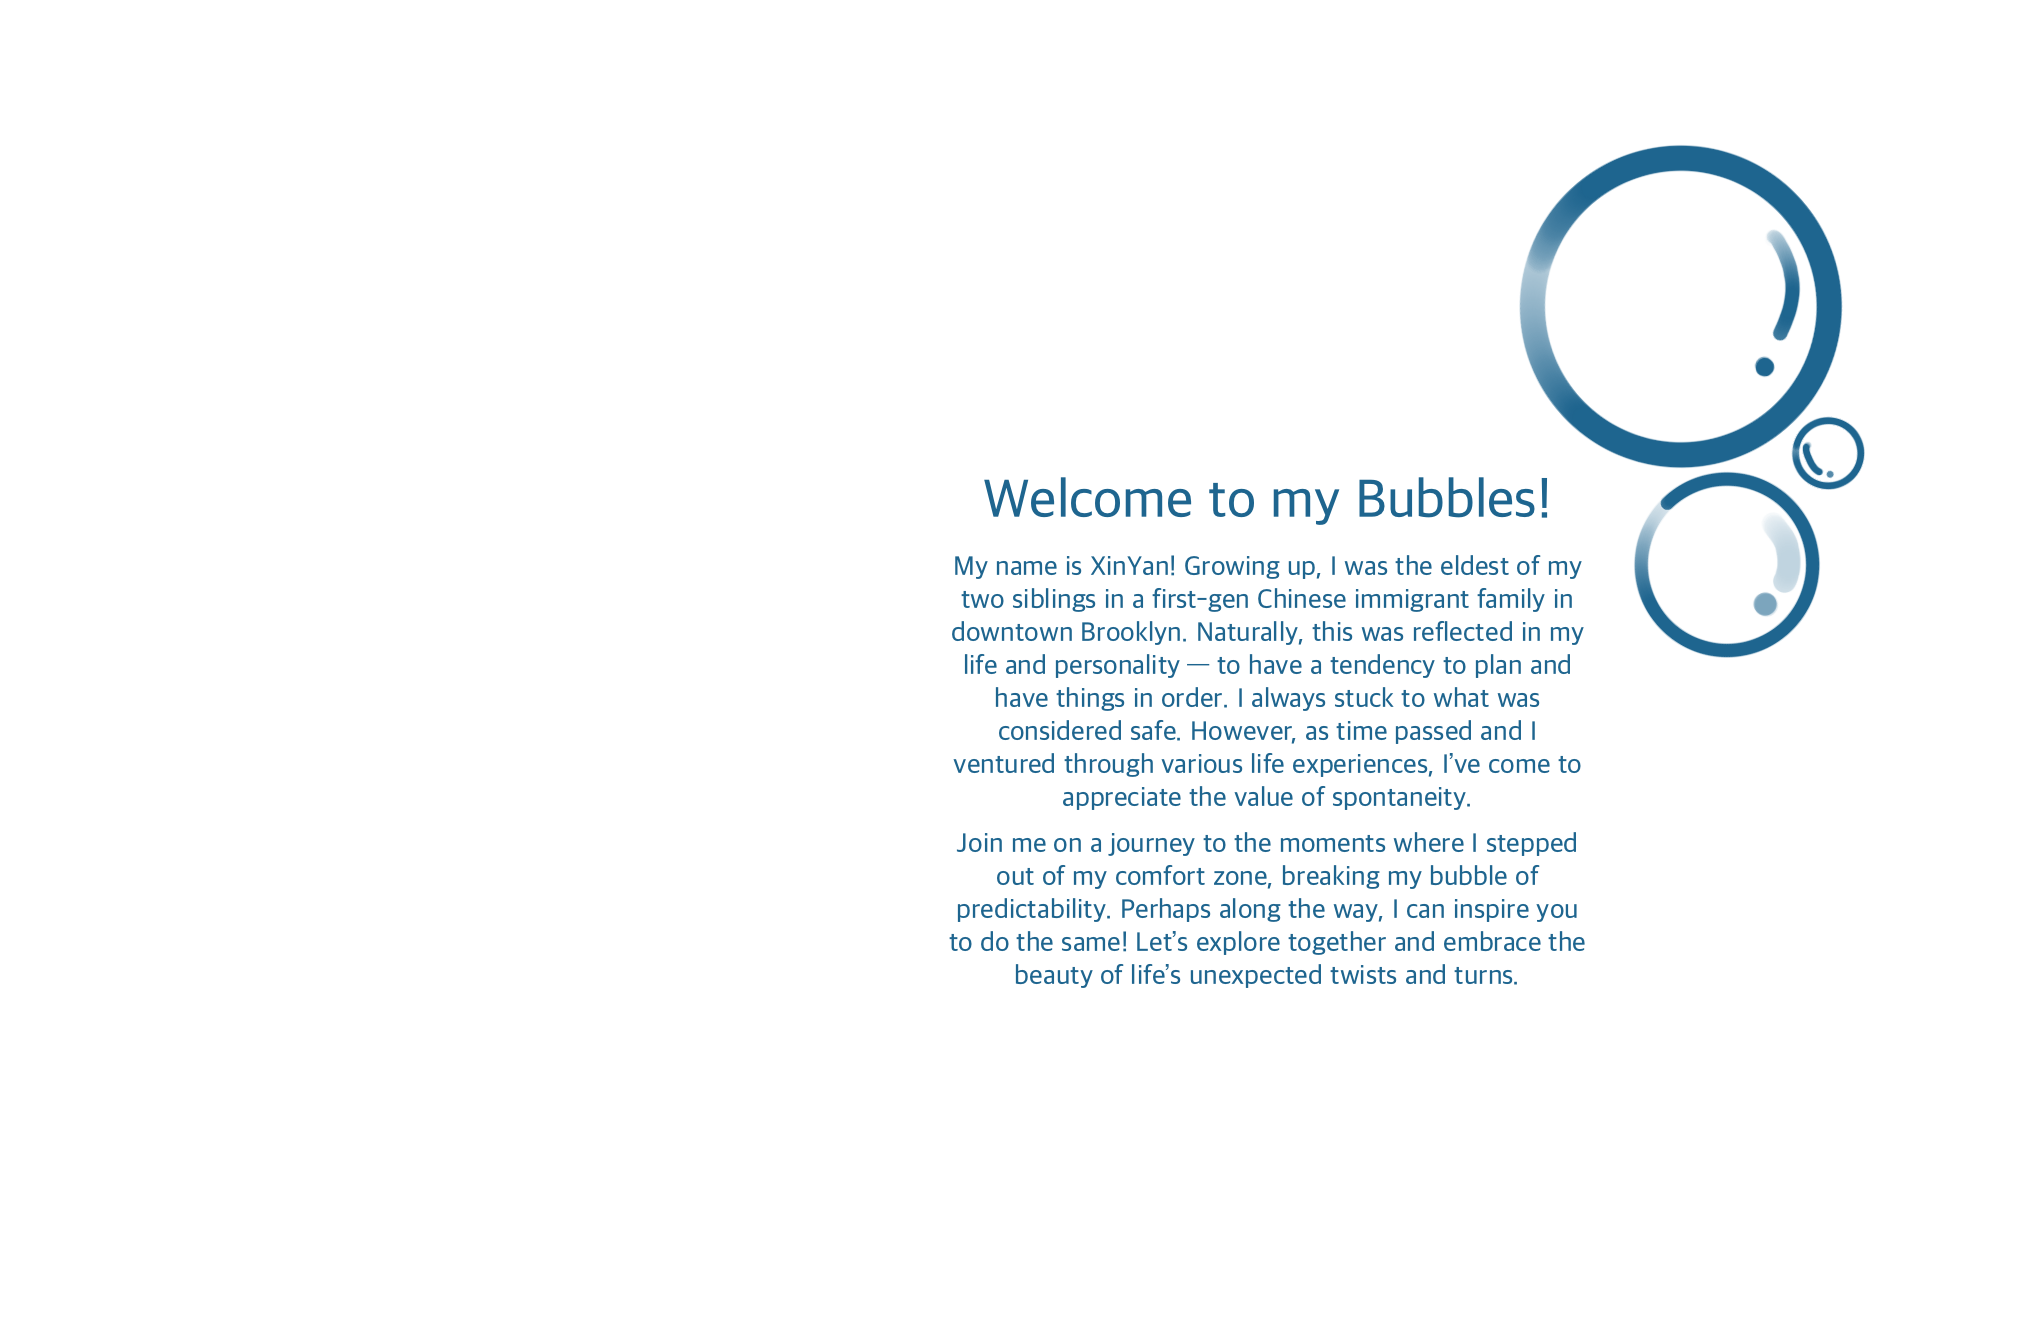 Welcome to my Bubbles!
My name is XinYan! Growing up, I was the eldest of my
two siblings in a first-gen Chinese immigrant family in
downtown Brooklyn. Naturally, this was reflected in my
life and personality — to have a tendency to plan and
have things in order. I always stuck to what was
considered safe. However, as time passed and I
ventured through various life experiences, I’ve come to
appreciate the value of spontaneity.
Join me on a journey to the moments where I stepped
out of my comfort zone, breaking my bubble of
predictability. Perhaps along the way, I can inspire you
to do the same! Let’s explore together and embrace the
beauty of life’s unexpected twists and turns.